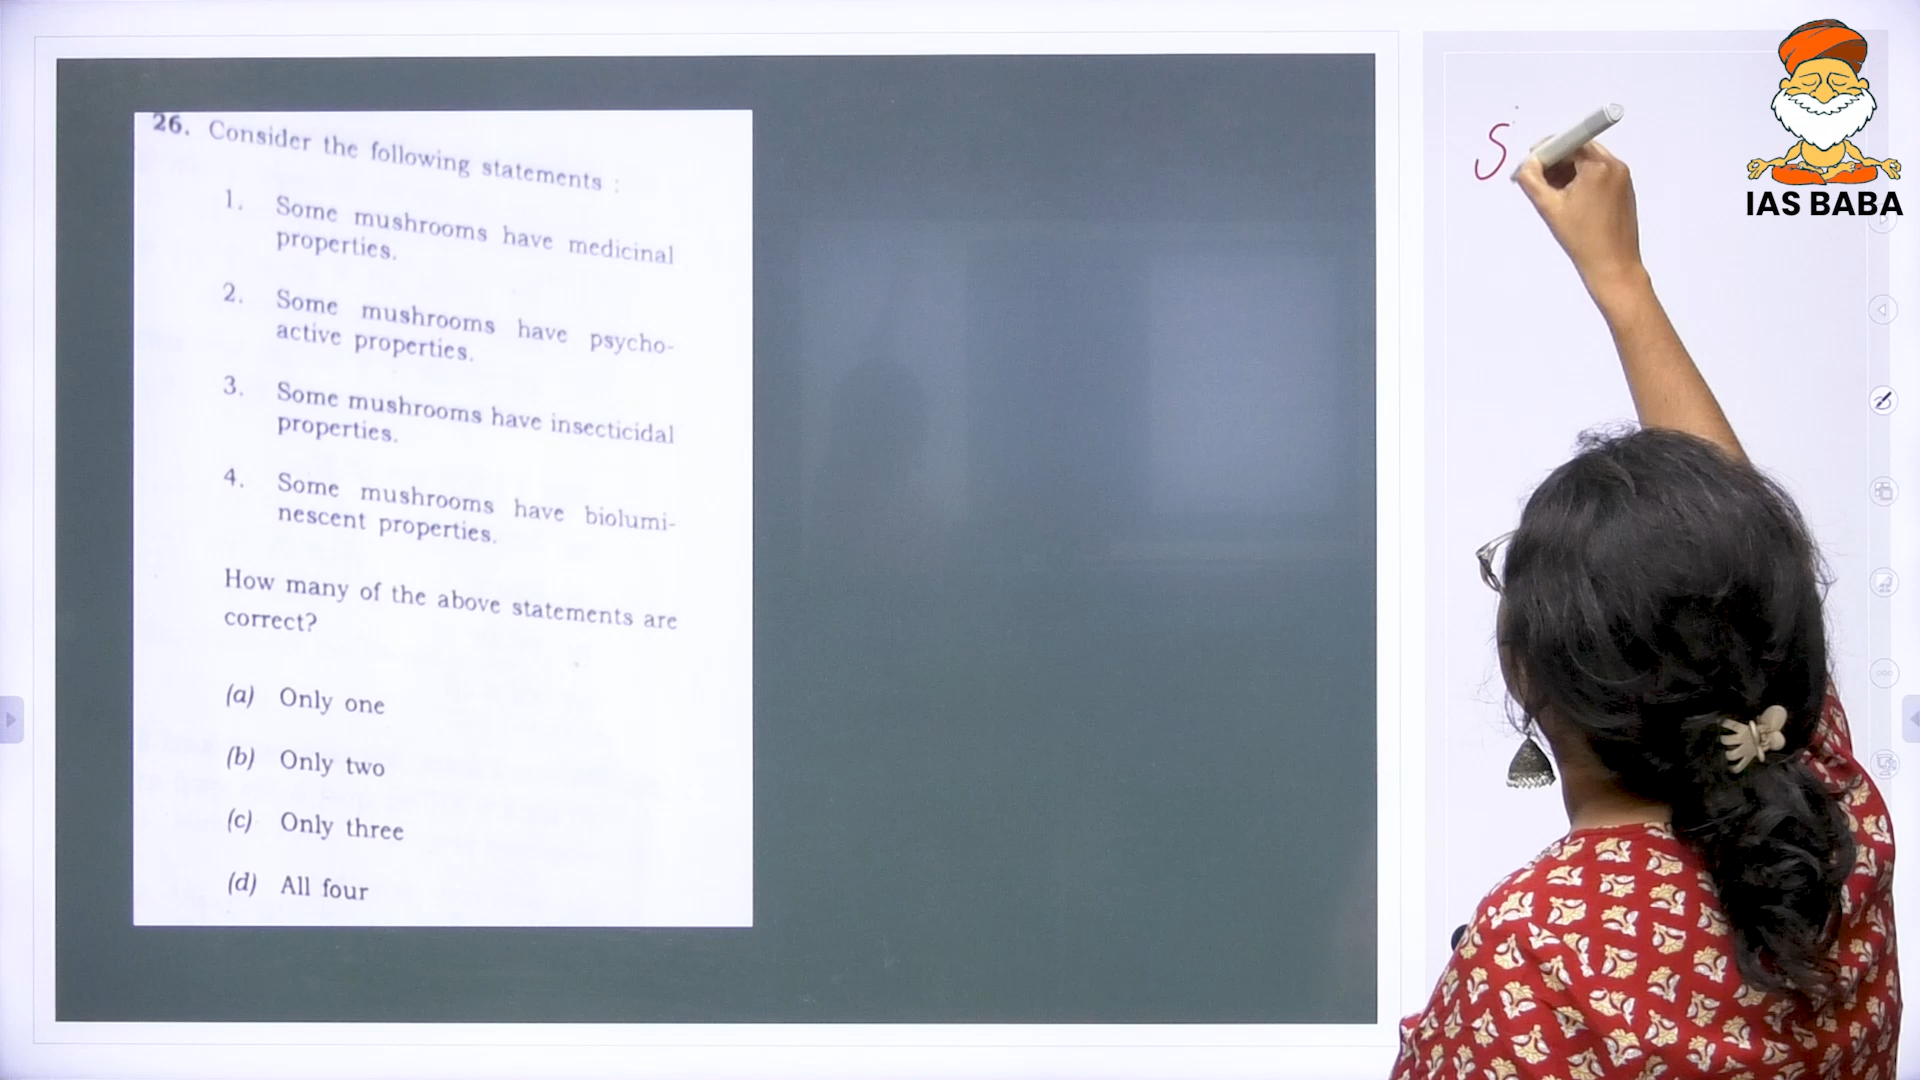 26. Consider the following statements :
1. Some mushrooms have medicinal
properties.
2. Some mushrooms have psycho-
active properties.
3. Some mushrooms have insecticidal
properties.
4. Some mushrooms have biolumi-
nescent properties.
How many of the above statements are
correct?
(a) Only one
(b) Only two
(c) Only three
(d) All four
S
IAS BABA